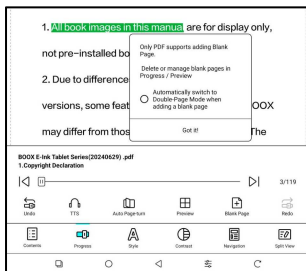 1. All book images in this manual are for display only,
not pre-installed bo
2. Due to difference
versions, some feat OOX
may differ from thos The
Only PDF supports adding Blank
Page.
Delete or manage blank pages in
Progress / Preview
Automatically switch to
Double-Page Mode when
adding a blank page
Got it!
BOOX E-Ink Tablet Series(20240629) .pdf
1.Copyright Declaration
3/119
Undo TTS Auto Page-turn Preview Blank Page Redo
Contents Progress Style Contrast Navigation Split View